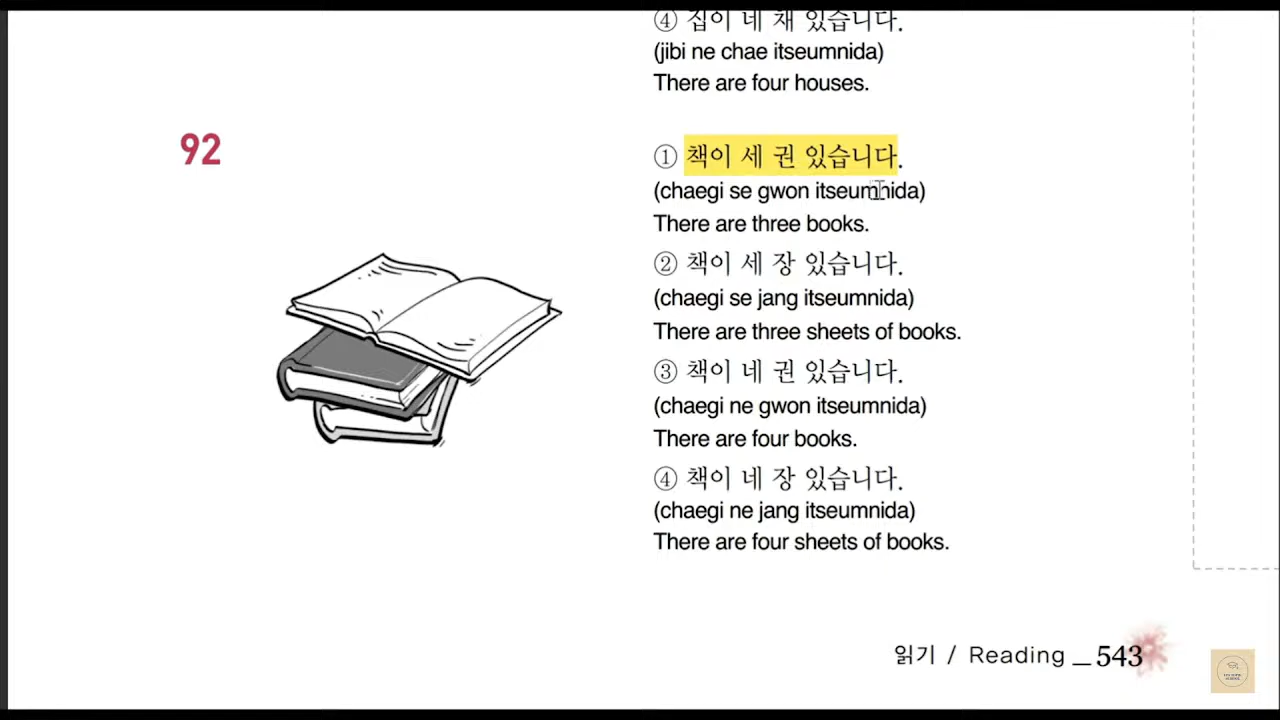 ④ 집이 네 채 있습니다.
(jibi ne chae itseumnida)
There are four houses.
92
① 책이 세 권 있습니다.
(chaegi se gwon itseumnida)
There are three books.
② 책이 세 장 있습니다.
(chaegi se jang itseumnida)
There are three sheets of books.
③ 책이 네 권 있습니다.
(chaegi ne gwon itseumnida)
There are four books.
④ 책이 네 장 있습니다.
(chaegi ne jang itseumnida)
There are four sheets of books.
읽기 / Reading _ 543